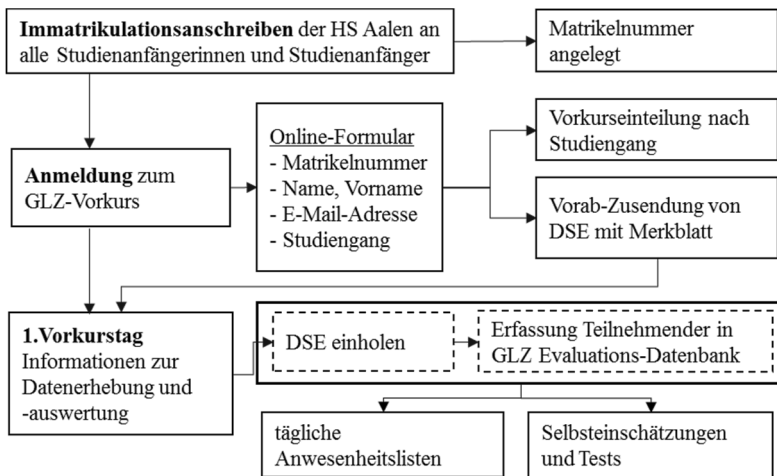 Immatrikulationsanschreiben der HS Aalen an
alle Studienanfängerinnen und Studienanfänger
Matrikelnummer
angelegt
Anmeldung zum
GLZ-Vorkurs
Online-Formular
- Matrikelnummer
- Name, Vorname
- E-Mail-Adresse
- Studiengang
Vorkurseinteilung nach
Studiengang
Vorab-Zusendung von
DSE mit Merkblatt
1.Vorkurstag
Informationen zur
Datenerhebung und
-auswertung
DSE einholen
Erfassung Teilnehmender in
GLZ Evaluations-Datenbank
tägliche
Anwesenheitslisten
Selbsteinschätzungen
und Tests